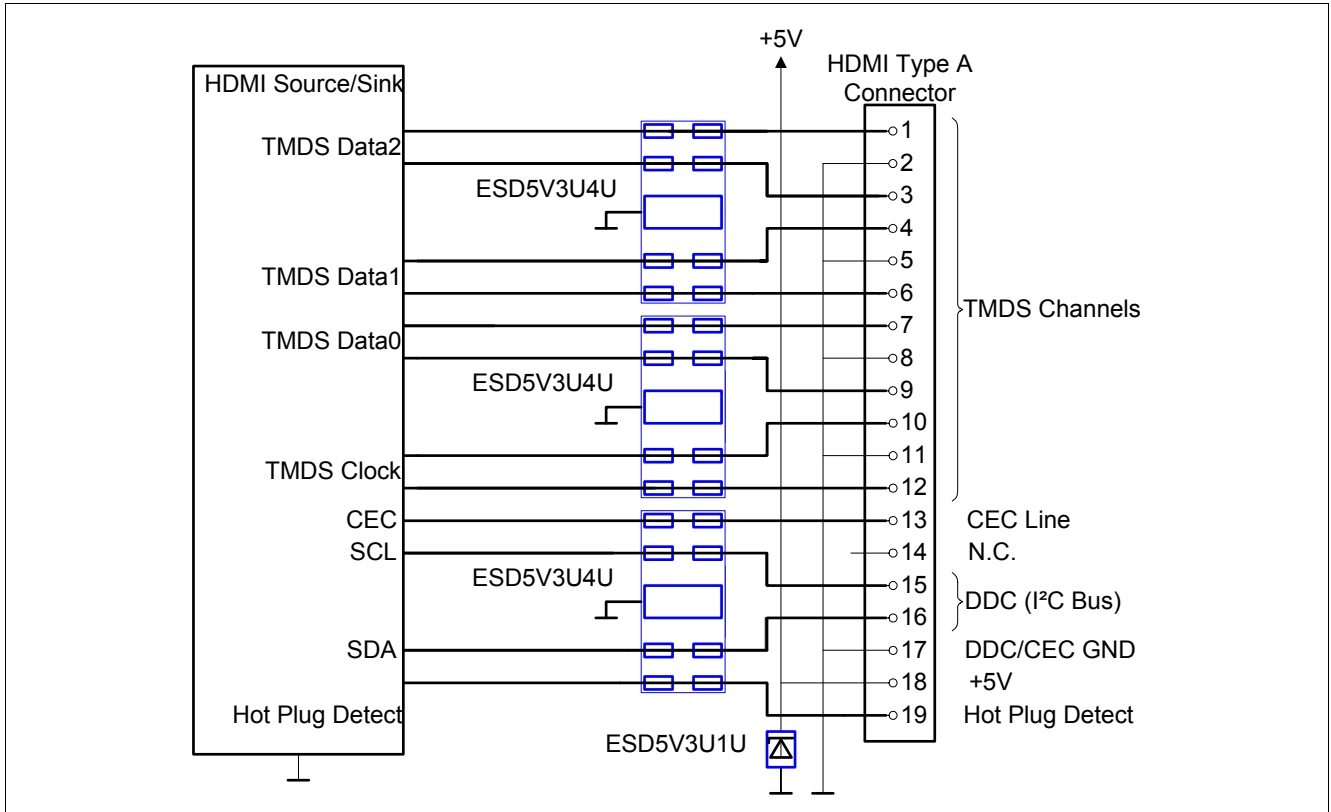 +5V
HDMI Type A
Connector
HDMI Source/Sink
TMDS Data2
ESD5V3U4U
TMDS Data1
TMDS Data0
ESD5V3U4U
TMDS Clock
CEC
SCL
ESD5V3U4U
SDA
Hot Plug Detect
ESD5V3U1U
1
2
3
4
5
6
7
8
9
10
11
12
13
14
15
16
17
18
19
TMDS Channels
CEC Line
N.C.
DDC (I²C Bus)
DDC/CEC GND
+5V
Hot Plug Detect